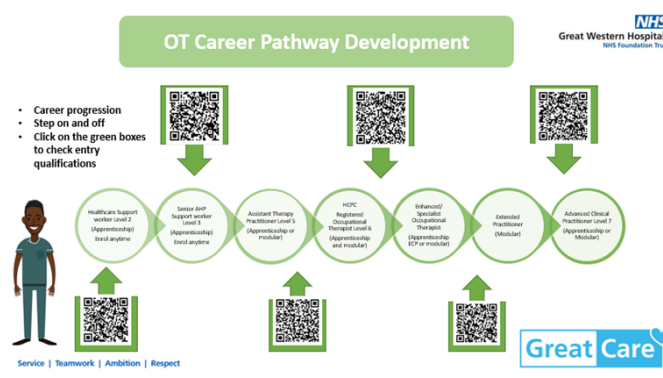 OT Career Pathway Development
NHS
Great Western Hospital
NHS Foundation Tru
Career progression
Step on and off
Click on the green boxes
to check entry
qualifications
Healthcare Support
worker Level 2
(Apprenticeship)
Enrol anytime
Senior AHP
Support worker
Level 3
(Apprenticeship)
Enrol anytime
Assistant Therapy
Practitioner Level 5
(Apprenticeship or
modular)
HCPC
Registered
Occupational
Therapist Level 6
(Apprenticeship
and modular)
Enhanced/
Specialist
Occupational
Therapist
(Apprenticeship
ECP or modular)
Extended
Practitioner
(Modular)
Advanced Clinical
Practitioner Level 7
(Apprenticeship or
Modular)
Service | Teamwork | Ambition | Respect
Great Care